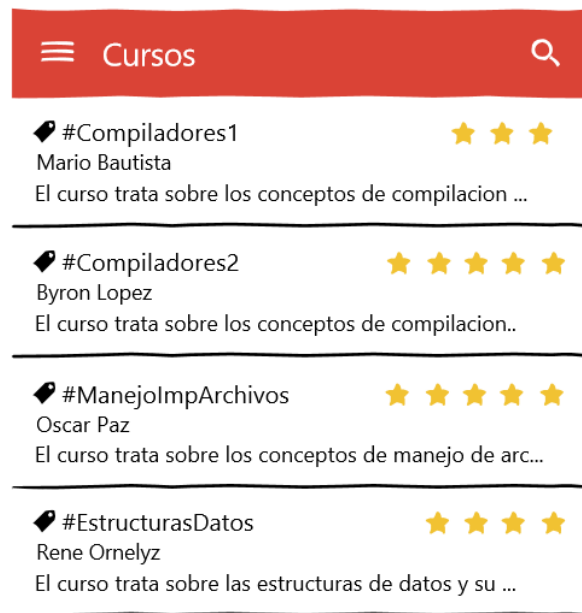 Cursos
#Compiladores1
Mario Bautista
El curso trata sobre los conceptos de compilacion ...
#Compiladores2
Byron Lopez
El curso trata sobre los conceptos de compilacion..
#ManejoImpArchivos
Oscar Paz
El curso trata sobre los conceptos de manejo de arc...
#EstructurasDatos
Rene Ornelyz
El curso trata sobre las estructuras de datos y su ...